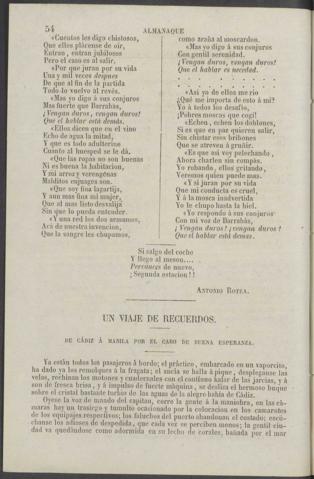 54
ALMANAQUE
«Cuentos les digo chistosos,
Que ellos plácense de oir,
Entran, entran jubilosos
Pero el caso es al salir.
«Por que juran por su vida
Una y mil veces despues
De que al fin de la partida
Todo lo vuelvo al revés.
«Mas yo digo á sus conjuros
Mas fuerte que Barrabás,
¡Vengan duros, vengan duros!
Que el hablar está demás.
«Ellos dicen que en el vino
Echo de agua la mitad,
Y que es todo adulterino
Cuanto al huesped se le dá.
«Que las ropas no son buenas
Ni es buena la habitacion,
Y mi arroz y verengenas
Malditos enjuages son.
«Que soy fina lagartija,
Y aun mas fina mi mujer,
Que al mas listo desvalija
Sin que lo pueda entender.
«Y una red los dos armamos,
Acá de nuestra invencion,
Que la sangre les chupamos,
como araña al moscardon.
«Mas yo digo á sus conjuros
Con gentil serenidad.
¡Vengan duros, vengan duros!
Que el hablar es necedad.
«Así yo de ellos me rio
¿Qué me importa de esto á mi?
Yo á todos los desafio,
¡Pobres moscas que cogí!
«Echen, echen los doblones,
Si es que en paz quieren salir,
Sin chistar esos bribones
Que se atreven á gruñir.
«Es que así voy pelechando,
Ahora charlen sin compás.
Yo robando, ellos gritando,
Veremos quien puede mas.
«Y si juran por su vida
Que mi conducta es cruel,
Y á la mosca inadvertida
Yo le chupo hasta la hiel.
«Yo respondo á sus conjuros
Con mi voz de Barrabás,
¡Vengan duros! ¡vengan duros!
Que el hablar está demas.
Si salgo del coche
Y llego al meson....
Percances de nuevo,
¡Segunda estacion!!
ANTONIO ROTEA.
UN VIAJE DE RECUERDOS.
DE CÁDIZ Á MANILA POR EL CABO DE BUENA ESPERANZA.
Ya están todos los pasajeros á bordo; el práctico, embarcado en un vaporcito,
ha dado ya los remolques á la fragata; el ancla se halla á pique, despléganse las
velas, rechinan los motones y cuadernales con el contínuo halar de las jarcias, y á
son de fresca brisa, y á impulso de fuerte máquina, se desliza el hermoso buque
sobre el cristal bastante turbio de las aguas de la alegre bahía de Cádiz.
Óyese la voz de mando del capitan, corre la gente á la maniobra, en las cá-
maras hay un trasiego y tumulto ocasionado por la colocacion en los camarotes
de los equipajes respectivos; los faluchos del puerto abandonan el costado; escú-
chanse los adioses de despedida, que cada vez se perciben menos; la gentil ciu-
dad va quedándose como adormida en su lecho de corales, bañada por el mar